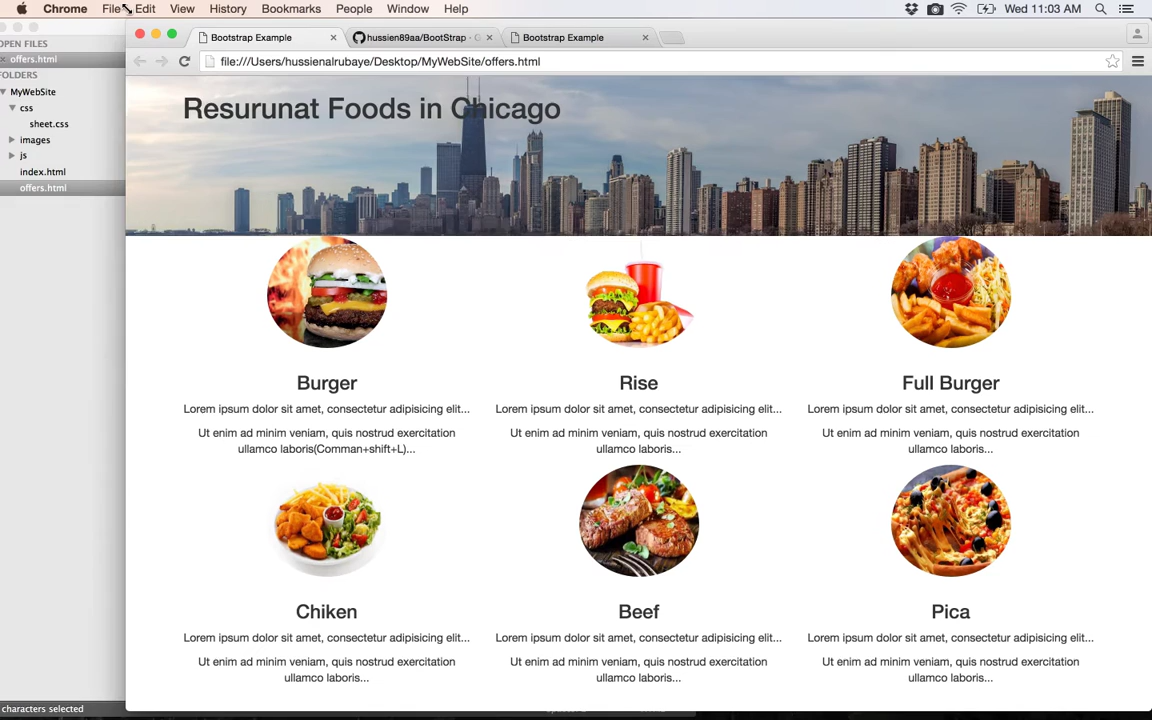 Chrome File Edit View History Bookmarks People Window Help Wed 11:03 AM
OPEN FILES
offers.html
FOLDERS
MyWebSite
css
sheet.css
images
js
index.html
offers.html
characters selected
Bootstrap Example
hussien89aa/BootStrap - G
Bootstrap Example
file:///Users/hussienalrubaye/Desktop/MyWebSite/offers.html
Resurunat Foods in Chicago
Burger
Lorem ipsum dolor sit amet, consectetur adipisicing elit...
Ut enim ad minim veniam, quis nostrud exercitation
ullamco laboris(Comman+shift+L)...
Rise
Lorem ipsum dolor sit amet, consectetur adipisicing elit...
Ut enim ad minim veniam, quis nostrud exercitation
ullamco laboris...
Full Burger
Lorem ipsum dolor sit amet, consectetur adipisicing elit...
Ut enim ad minim veniam, quis nostrud exercitation
ullamco laboris...
Chiken
Lorem ipsum dolor sit amet, consectetur adipisicing elit...
Ut enim ad minim veniam, quis nostrud exercitation
ullamco laboris...
Beef
Lorem ipsum dolor sit amet, consectetur adipisicing elit...
Ut enim ad minim veniam, quis nostrud exercitation
ullamco laboris...
Pica
Lorem ipsum dolor sit amet, consectetur adipisicing elit...
Ut enim ad minim veniam, quis nostrud exercitation
ullamco laboris...